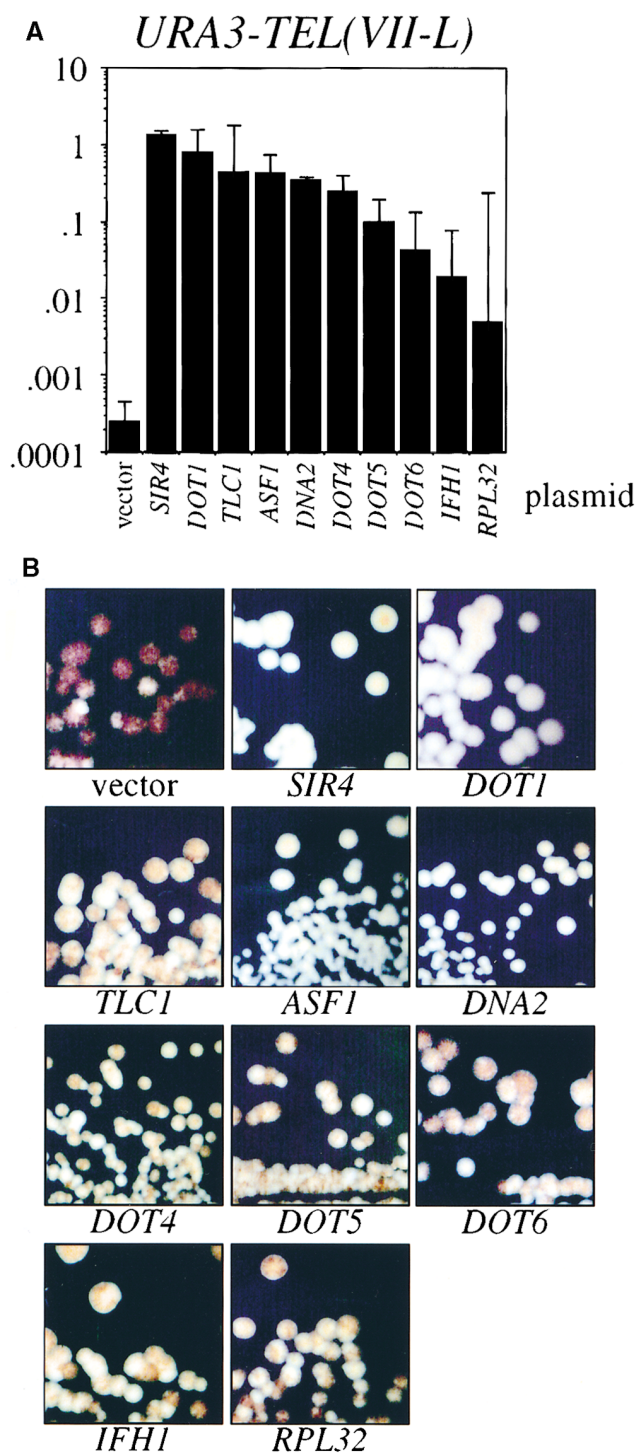 A
URA3-TEL(VII-L)
10
1
.1
.01
.001
.0001
vector
SIR4
DOT1
TLC1
ASF1
DNA2
DOT4
DOT5
DOT6
IFH1
RPL32
plasmid
B
vector
SIR4
DOT1
TLC1
ASF1
DNA2
DOT4
DOT5
DOT6
IFH1
RPL32